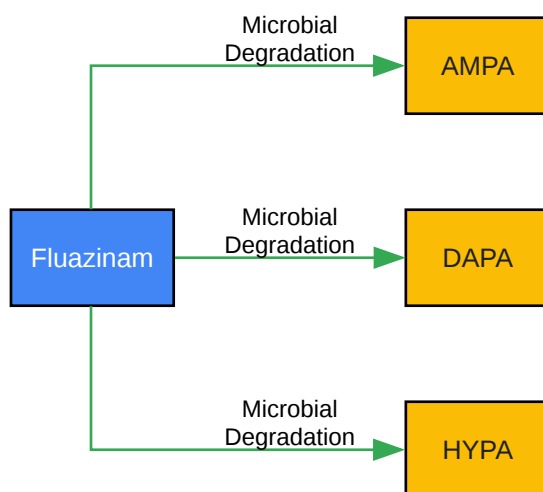 Microbial
Degradation
AMPA
Microbial
Degradation
Fluazinam
DAPA
Microbial
Degradation
HYPA